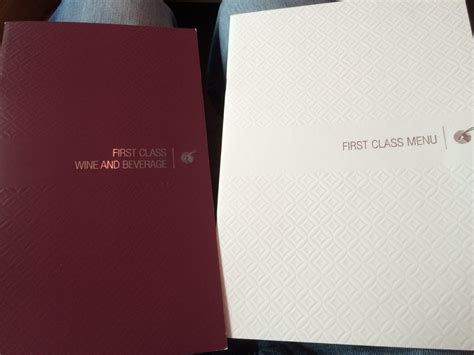 FIRST CLASS
WINE AND BEVERAGE
FIRST CLASS MENU